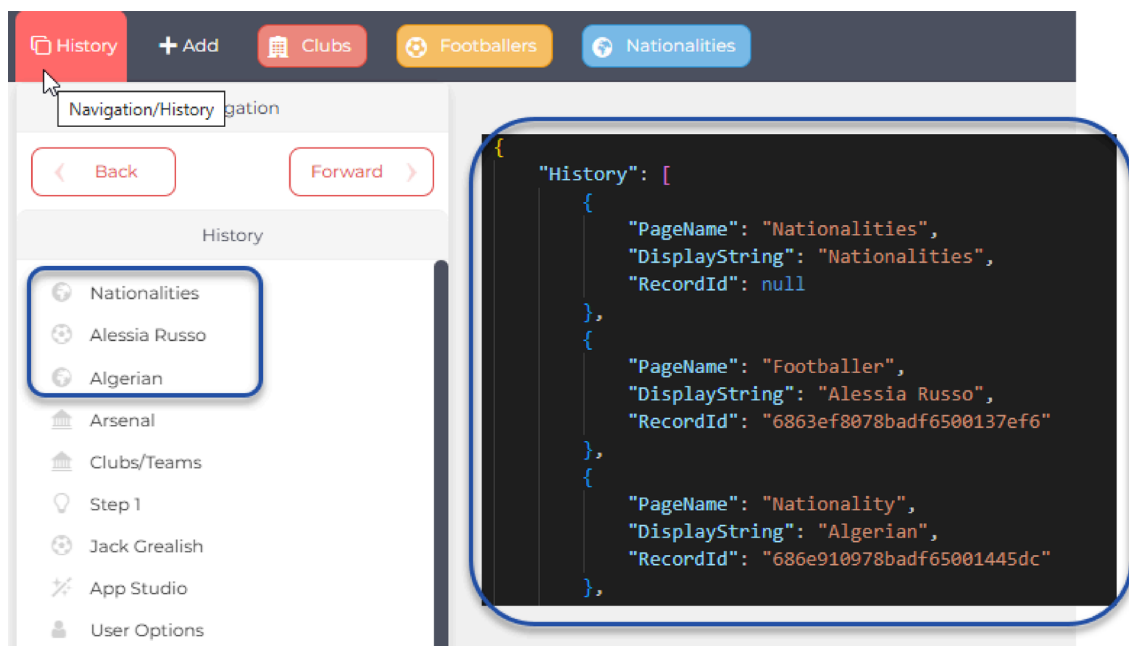 History
Add
Clubs
Footballers
Nationalities
Navigation/History
gation
Back
Forward
History
Nationalities
Alessia Russo
Algerian
Arsenal
Clubs/Teams
Step 1
Jack Grealish
App Studio
User Options
{
"History": [
{
"PageName": "Nationalities",
"DisplayString": "Nationalities",
"RecordId": null
},
{
"PageName": "Footballer",
"DisplayString": "Alessia Russo",
"RecordId": "6863ef8078badf6500137ef6"
},
{
"PageName": "Nationality",
"DisplayString": "Algerian",
"RecordId": "686e910978badf65001445dc"
},